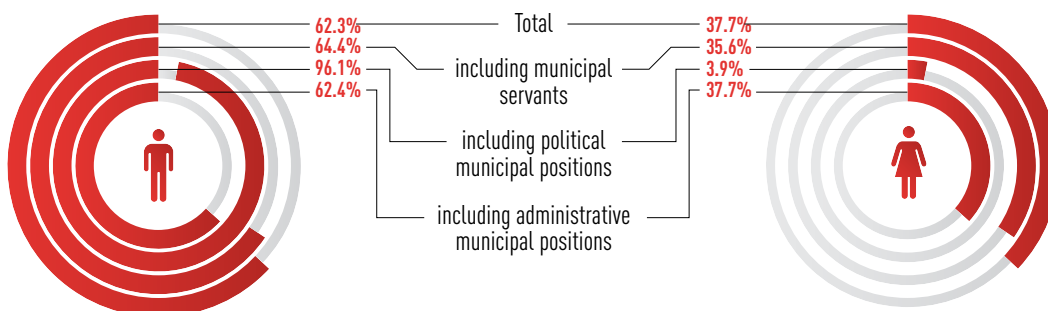 62.3% Total 37.7%
64.4% 35.6%
96.1% including municipal 3.9%
62.4% servants 37.7%
including political
municipal positions
including administrative
municipal positions